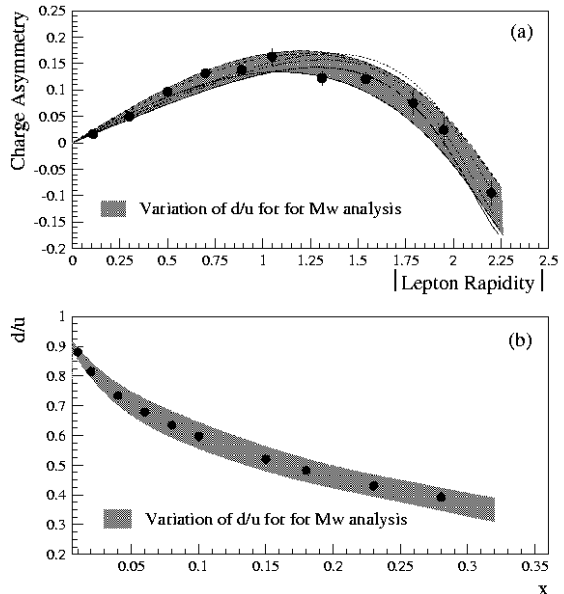 (a)
Charge Asymmetry
0.25
0.2
0.15
0.1
0.05
0
-0.05
-0.1
-0.15
-0.2
Variation of d/u for for Mw analysis
0 0.25 0.5 0.75 1 1.25 1.5 1.75 2 2.25 2.5
|Lepton Rapidity|
(b)
d/u
1
0.9
0.8
0.7
0.6
0.5
0.4
0.3
0.2
Variation of d/u for for Mw analysis
0.05 0.1 0.15 0.2 0.25 0.3 0.35
x